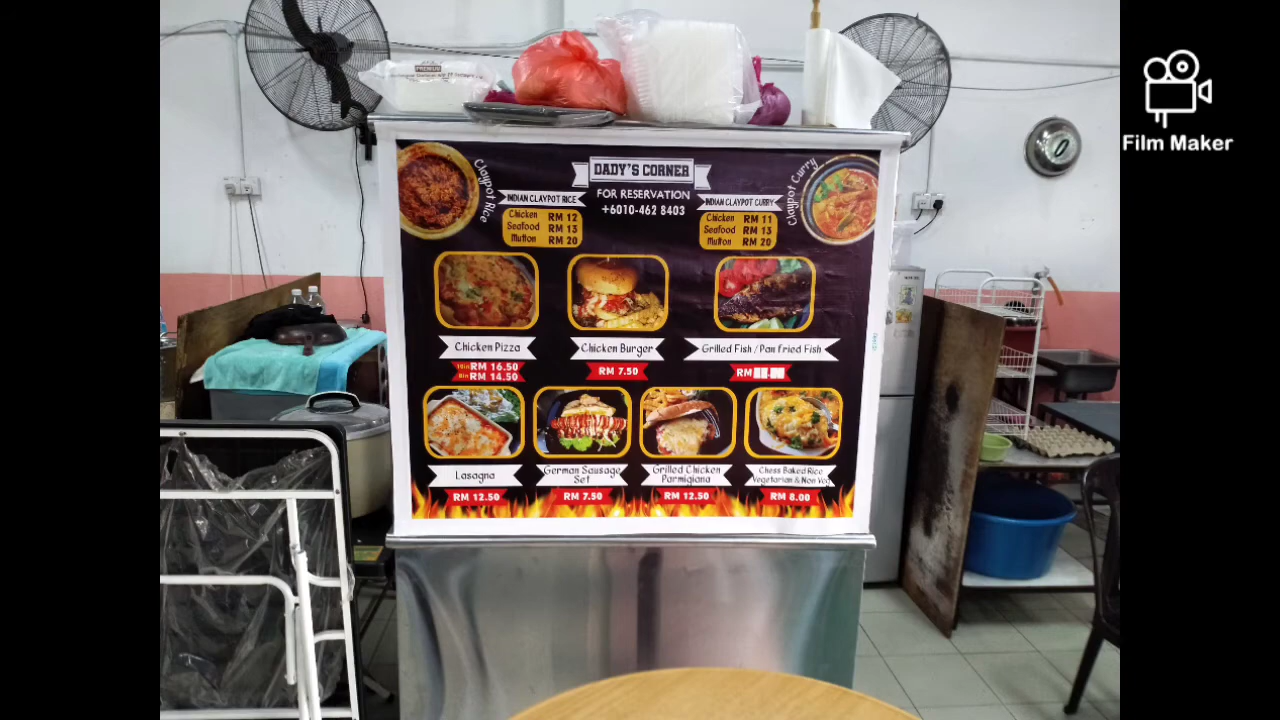 PREMIUM
Film Maker
DADY'S CORNER
FOR RESERVATION
+6010-462 8403
Claypot Rice
INDIAN CLAYPOT RICE
Chicken RM 12
Seafood RM 13
Mutton RM 20
Claypot Curry
INDIAN CLAYPOT CURRY
Chicken RM 11
Seafood RM 13
Mutton RM 20
Chicken Pizza
RM 16.50
RM 14.50
Chicken Burger
RM 7.50
Grilled Fish / Pan fried Fish
RM
Lasagna
RM 12.50
German Sausage
Set
RM 7.50
Grilled Chicken
Parmigiana
RM 12.50
Chess Baked Rice
Vegetarian & Non Veg
RM 8.00